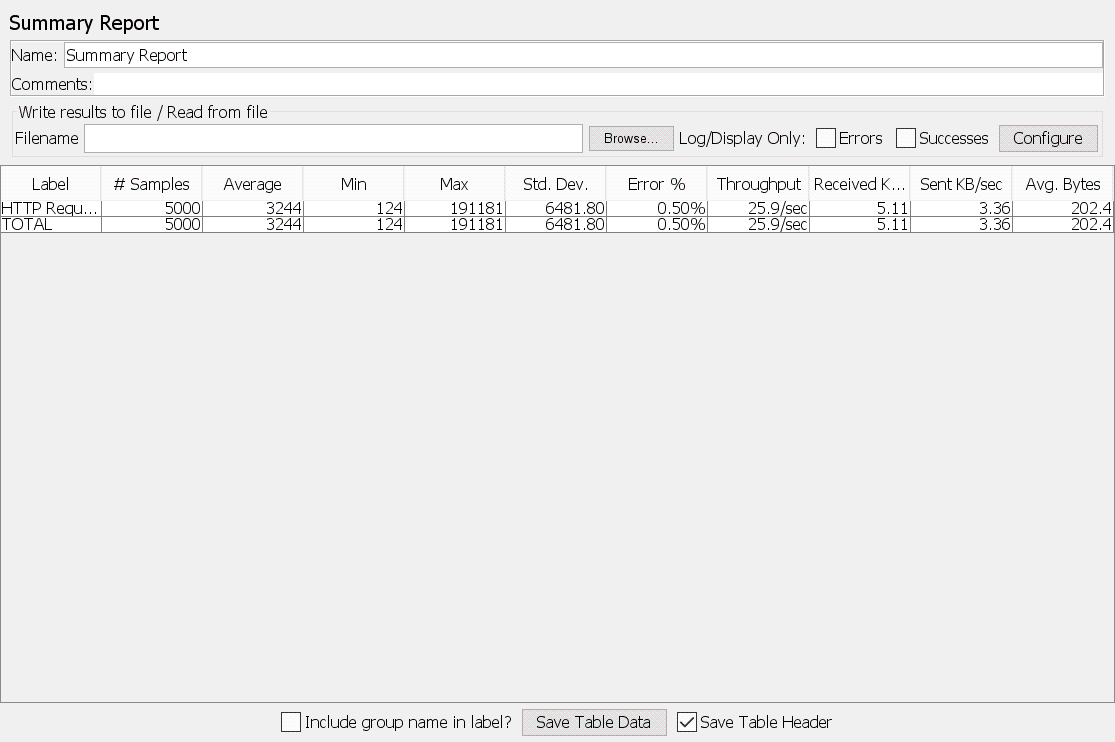 Summary Report
Name: Summary Report
Comments:
Write results to file / Read from file
Filename Browse... Log/Display Only: Errors Successes Configure
Label # Samples Average Min Max Std. Dev. Error % Throughput Received K... Sent KB/sec Avg. Bytes
HTTP Requ... 5000 3244 124 191181 6481.80 0.50% 25.9/sec 5.11 3.36 202.4
TOTAL 5000 3244 124 191181 6481.80 0.50% 25.9/sec 5.11 3.36 202.4
Include group name in label? Save Table Data Save Table Header